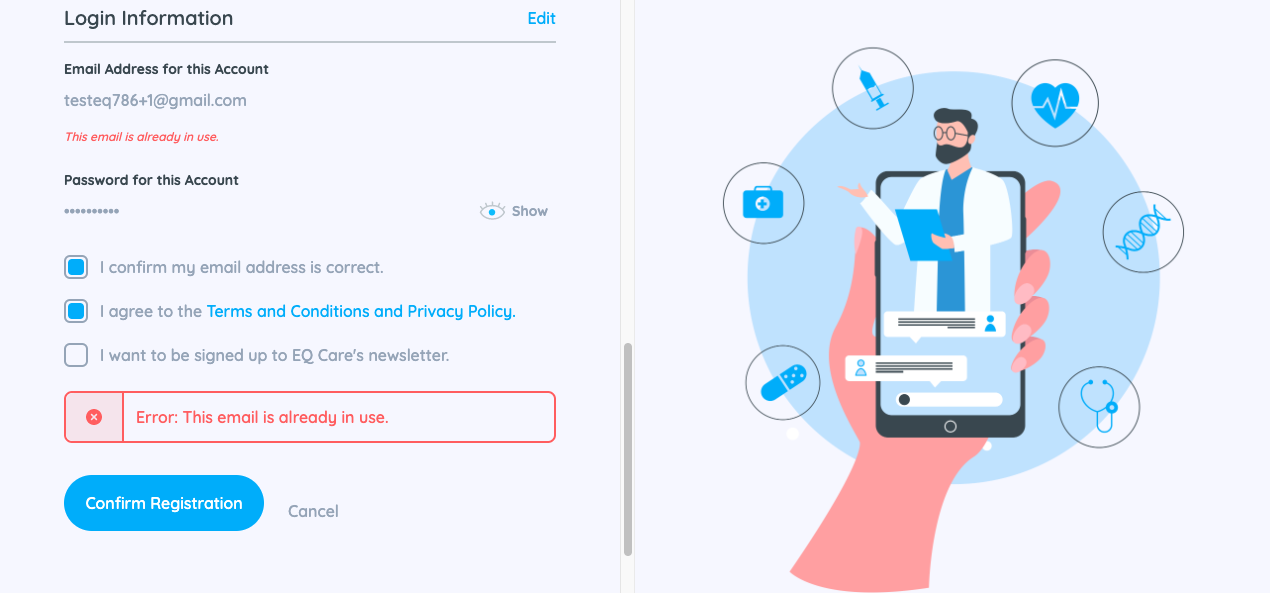 Login Information
Edit
Email Address for this Account
testeq786+1@gmail.com
This email is already in use.
Password for this Account
••••••••••
Show
I confirm my email address is correct.
I agree to the Terms and Conditions and Privacy Policy.
I want to be signed up to EQ Care's newsletter.
Error: This email is already in use.
Confirm Registration
Cancel